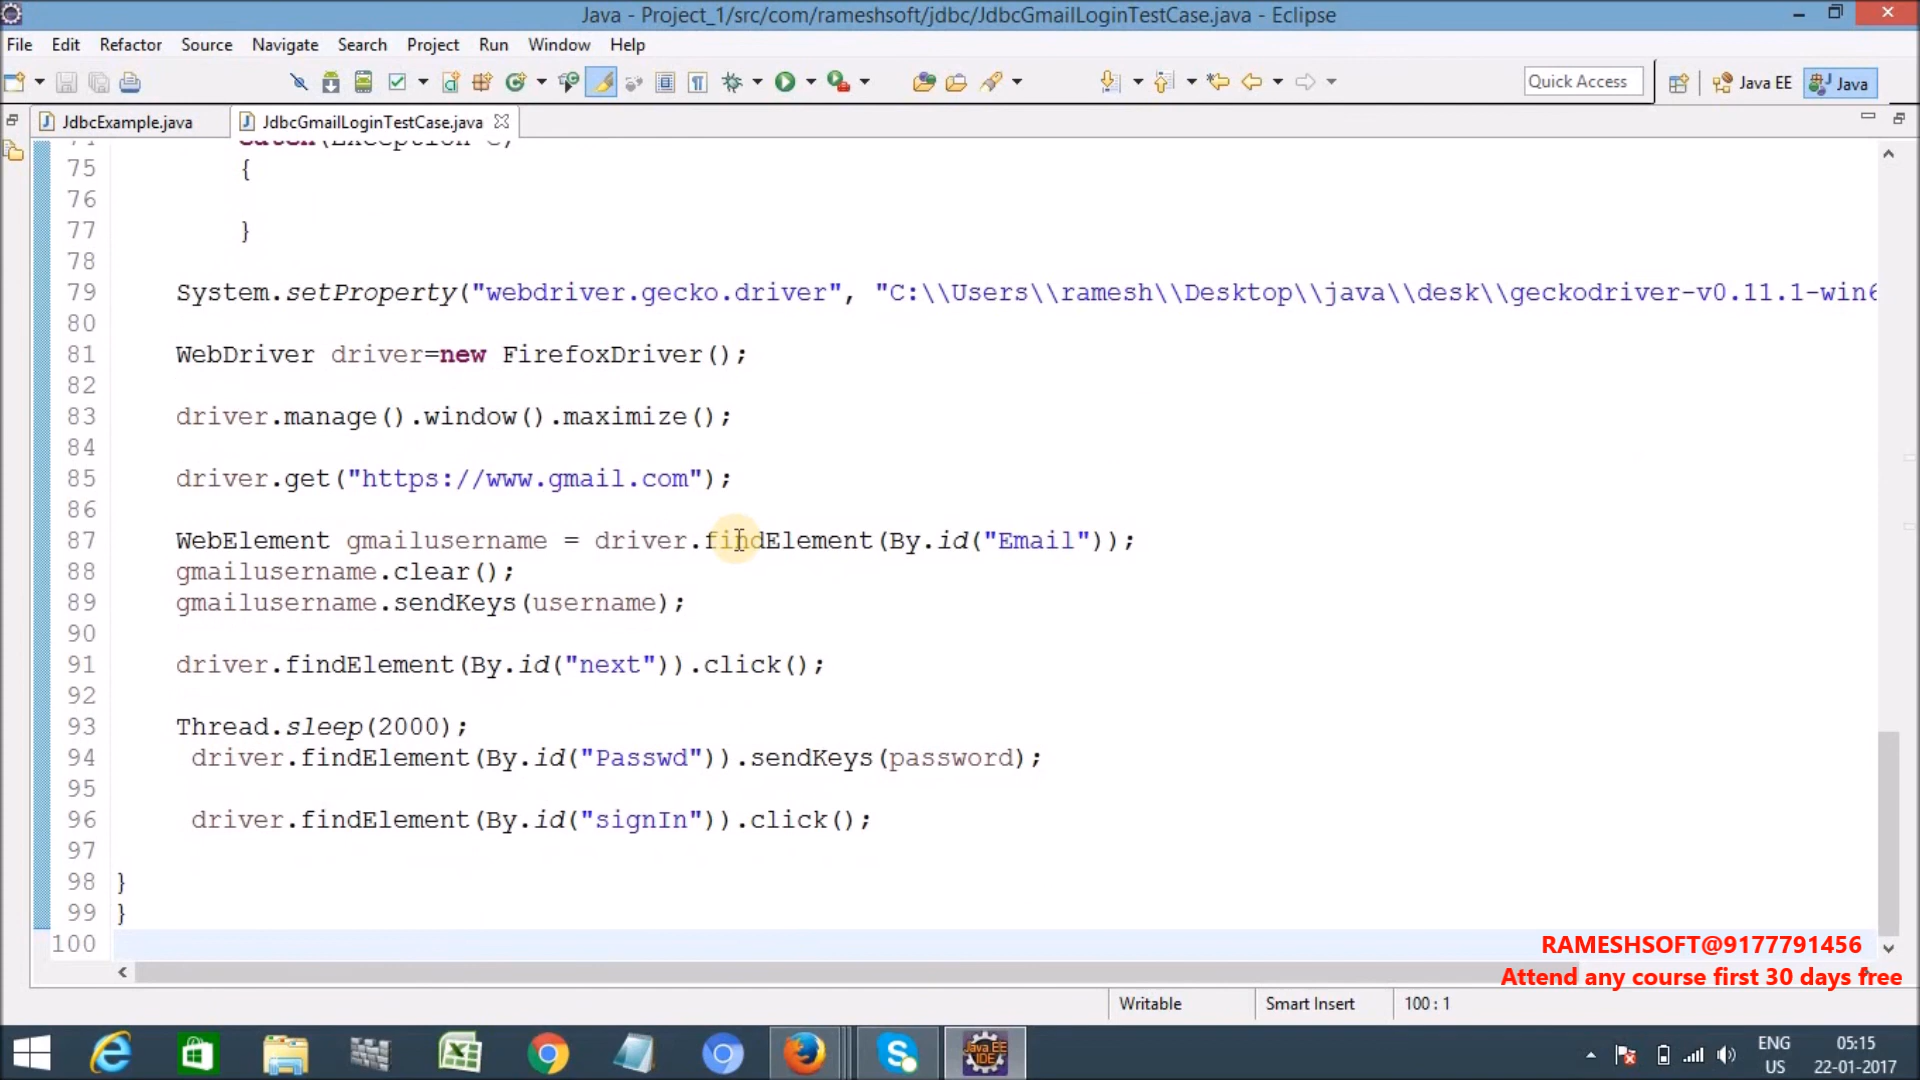 Java - Project_1/src/com/rameshsoft/jdbc/JdbcGmailLoginTestCase.java - Eclipse
File Edit Refactor Source Navigate Search Project Run Window Help
Quick Access Java EE Java
JdbcExample.java JdbcGmailLoginTestCase.java
74 catch(Exception e)
75 {
76
77 }
78
79 System.setProperty("webdriver.gecko.driver", "C:\\Users\\ramesh\\Desktop\\java\\desk\\geckodriver-v0.11.1-win6
80
81 WebDriver driver=new FirefoxDriver();
82
83 driver.manage().window().maximize();
84
85 driver.get("https://www.gmail.com");
86
87 WebElement gmailusername = driver.findElement(By.id("Email"));
88 gmailusername.clear();
89 gmailusername.sendKeys(username);
90
91 driver.findElement(By.id("next")).click();
92
93 Thread.sleep(2000);
94 driver.findElement(By.id("Passwd")).sendKeys(password);
95
96 driver.findElement(By.id("signIn")).click();
97
98 }
99 }
100
RAMESHSOFT@9177791456
Attend any course first 30 days free
Writable Smart Insert 100 : 1
Java EE
IDE
ENG 05:15
US 22-01-2017